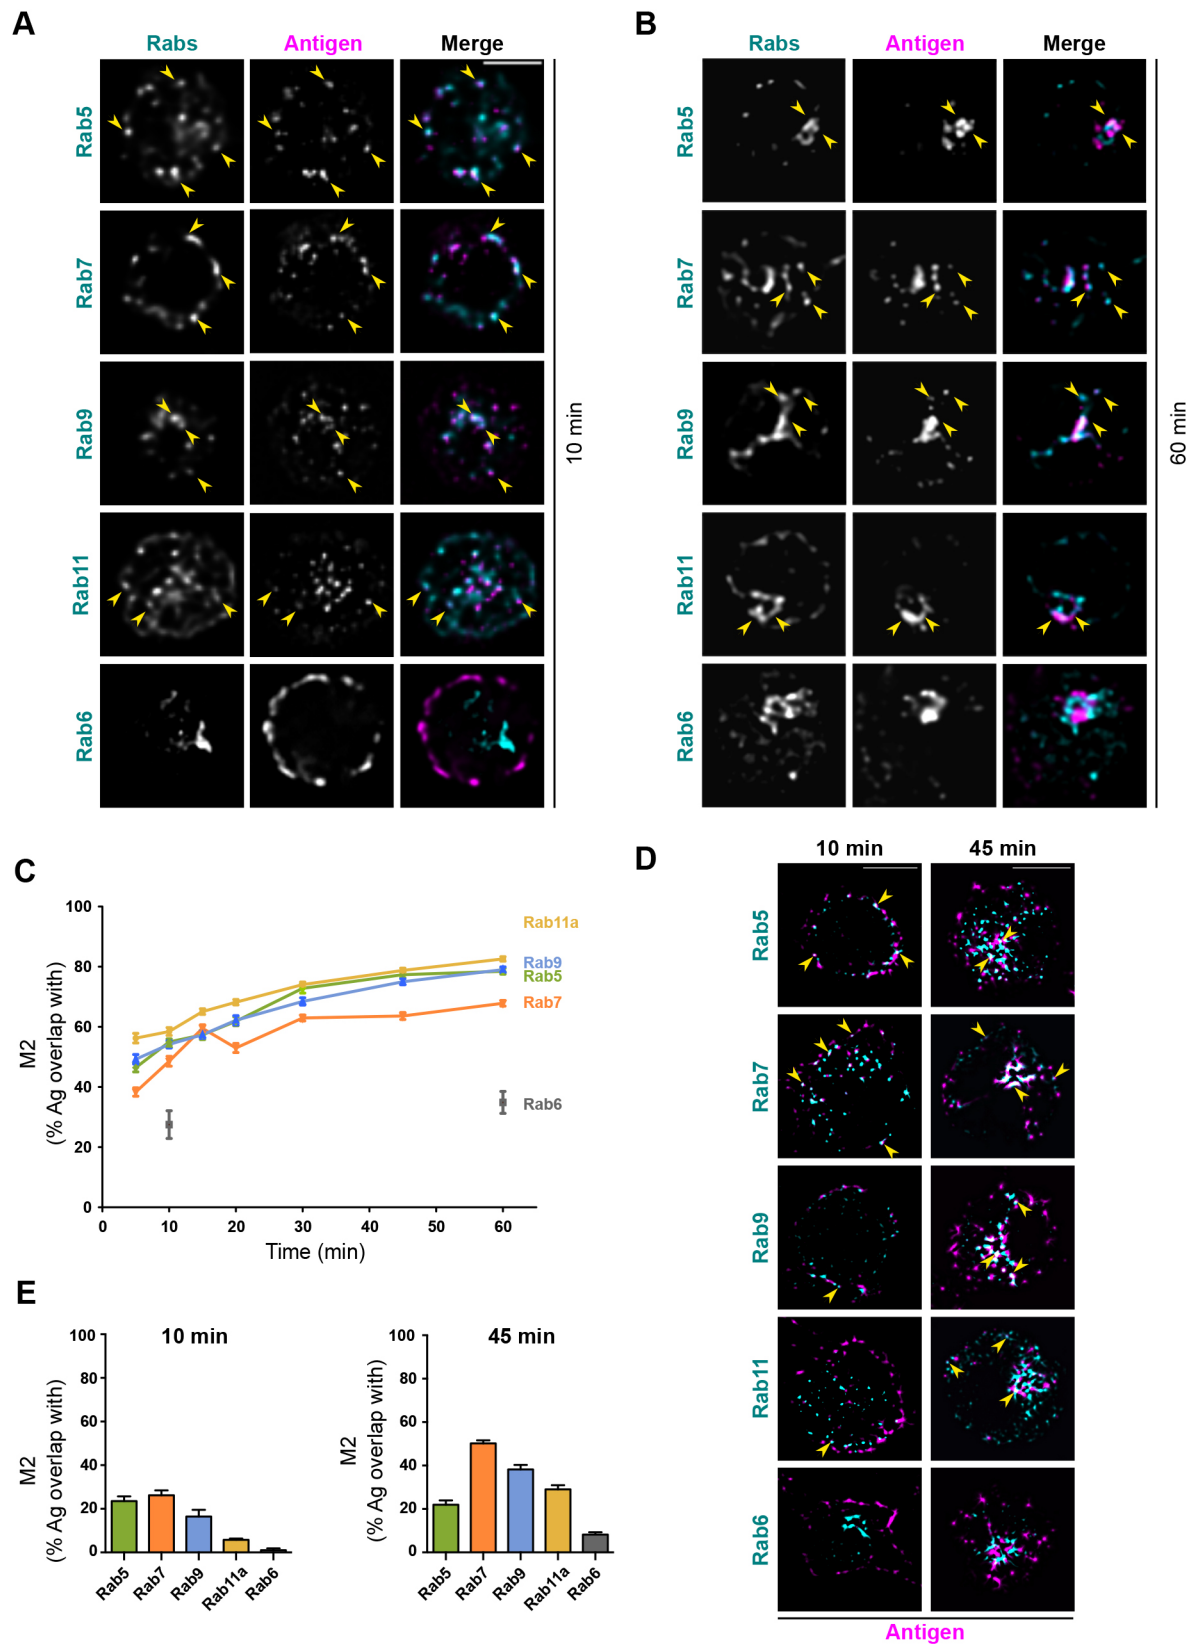 A
Rabs Antigen Merge
Rab5
Rab7
Rab9
Rab11
Rab6
10 min
B
Rabs Antigen Merge
Rab5
Rab7
Rab9
Rab11
Rab6
60 min
C
M2
(% Ag overlap with)
100
80
60
40
20
0
0 10 20 30 40 50 60
Time (min)
Rab11a
Rab9
Rab5
Rab7
Rab6
D
10 min 45 min
Rab5
Rab7
Rab9
Rab11
Rab6
Antigen
E
10 min
M2
(% Ag overlap with)
100
80
60
40
20
0
Rab5 Rab7 Rab9 Rab11a Rab6
45 min
M2
(% Ag overlap with)
100
80
60
40
20
0
Rab5 Rab7 Rab9 Rab11a Rab6